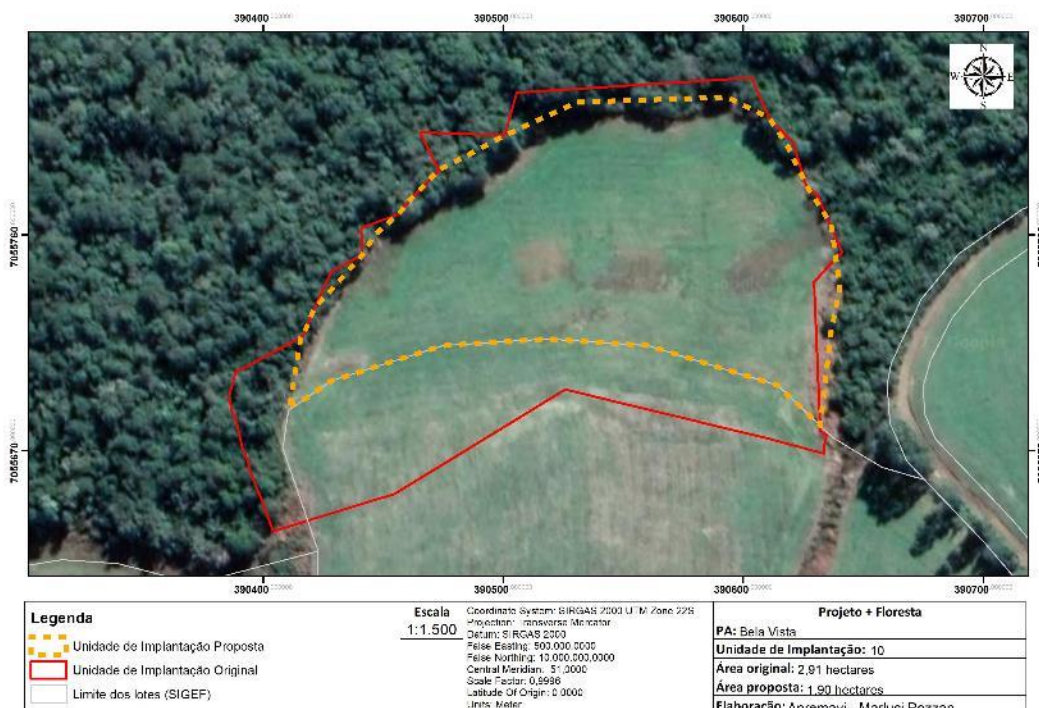 390400 390500 390600 390700
N
W E
S
7055760
7055670
390400 390500 390600 390700
Legenda
Unidade de Implantação Proposta
Unidade de Implantação Original
Limite dos lotes (SIGEF)
Escala
1:1.500
Coordinate System: SIRGAS 2000 UTM Zone 22S
Projection: Transverse Mercator
Datum: SIRGAS 2000
False Easting: 500.000,0000
False Northing: 10.000.000,0000
Central Meridian: 51,0000
Scale Factor: 0,9996
Latitude Of Origin: 0,0000
Units: Meter
Projeto + Floresta
PA: Bela Vista
Unidade de Implantação: 10
Área original: 2,91 hectares
Área proposta: 1,90 hectares
Elaboração: Apremavi - Marluci Pozzan